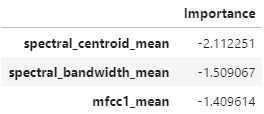 Importance
spectral_centroid_mean -2.112251
spectral_bandwidth_mean -1.509067
mfcc1_mean -1.409614